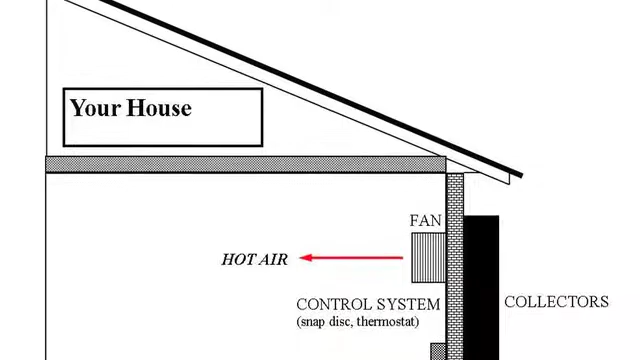 Your House
FAN
HOT AIR
CONTROL SYSTEM
(snap disc, thermostat)
COLLECTORS